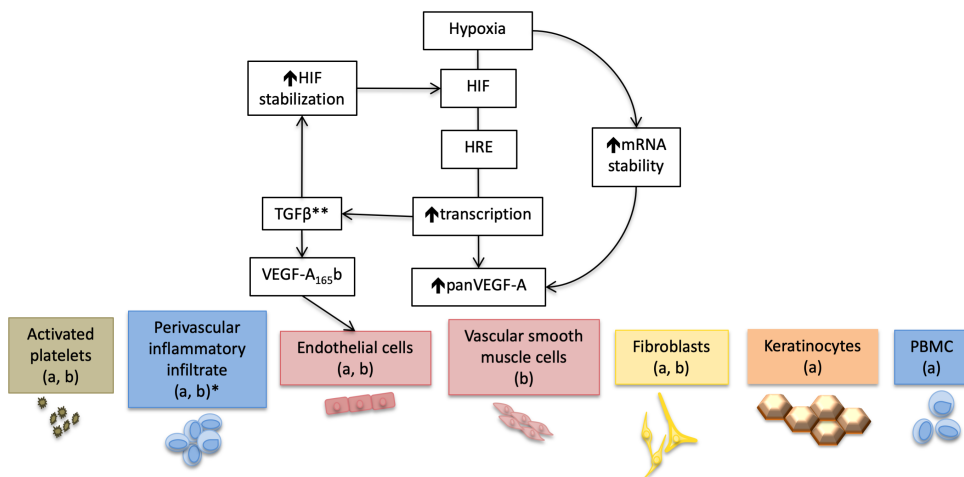 Hypoxia
🡹HIF
stabilization
HIF
HRE
🡹mRNA
stability
TGFβ**
🡹transcription
VEGF-A₁₆₅b
🡹panVEGF-A
Activated
platelets
(a, b)
Perivascular
inflammatory
infiltrate
(a, b)*
Endothelial cells
(a, b)
Vascular smooth
muscle cells
(b)
Fibroblasts
(a, b)
Keratinocytes
(a)
PBMC
(a)